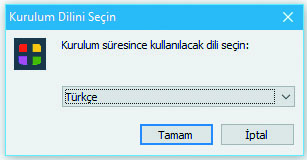 Kurulum Dilini Seçin
Kurulum süresince kullanılacak dili seçin:
Türkçe
Tamam
İptal